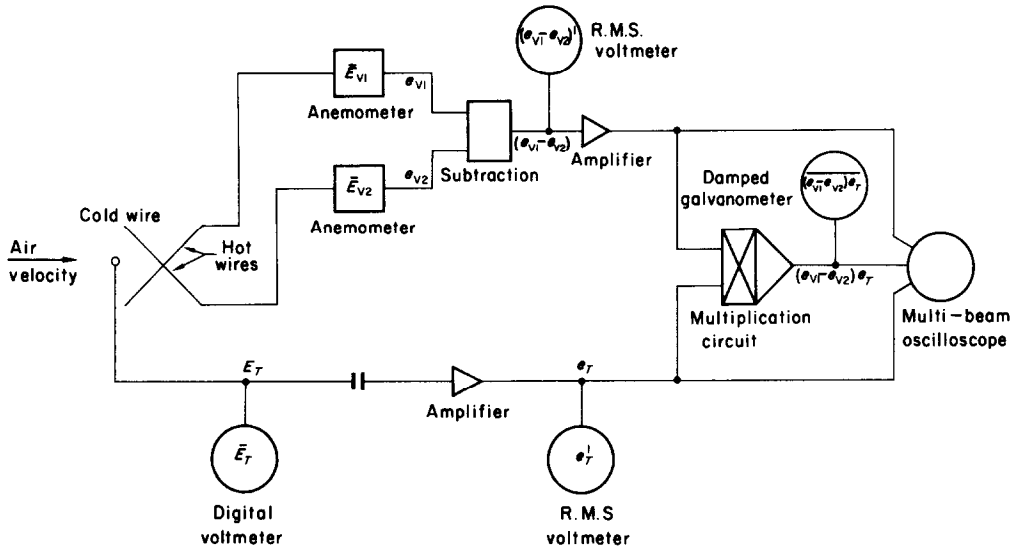 (e_V1 − e_V2)'
R.M.S.
voltmeter
Ē_V1
e_V1
Anemometer
Ē_V2
e_V2
Anemometer
Subtraction
(e_V1 − e_V2)
Amplifier
Damped
galvanometer
(e_V1 − e_V2) e_T
Cold wire
Hot
wires
Air
velocity
(e_V1 − e_V2) e_T
Multiplication
circuit
Multi-beam
oscilloscope
E_T
Amplifier
e_T
Ē_T
e_T'
Digital
voltmeter
R.M.S
voltmeter